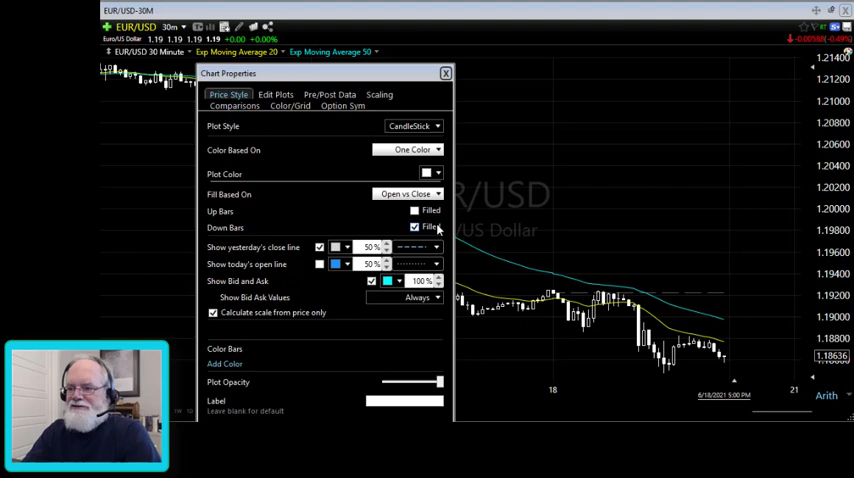 EUR/USD-30M
EUR/USD 30m
Euro/US Dollar 1.19 1.19 1.19 1.19 +0.00 +0.00%
-0.00588 (-0.49%)
EUR/USD 30 Minute Exp Moving Average 20 Exp Moving Average 50
Chart Properties X
Price Style Edit Plots Pre/Post Data Scaling
Comparisons Color/Grid Option Sym
Plot Style CandleStick
Color Based On One Color
Plot Color
Fill Based On Open vs Close
Up Bars Filled
Down Bars Filled
Show yesterday's close line 50 %
Show today's open line 50 %
Show Bid and Ask 100 %
Show Bid Ask Values Always
Calculate scale from price only
Color Bars
Add Color
Plot Opacity
Label
Leave blank for default
R/USD
US Dollar
1.21400
1.21200
1.21000
1.20800
1.20600
1.20400
1.20200
1.20000
1.19800
1.19600
1.19400
1.19200
1.19000
1.18800
1.18636
18 21
6/18/2021 5:00 PM
Arith